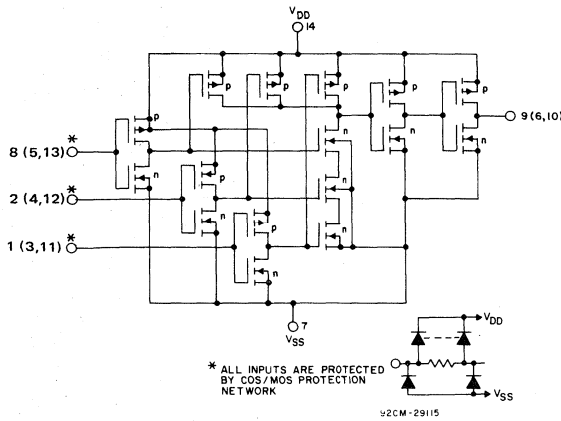 VDD
14
p
p
p
p
p
p
9 (6,10)
*
8 (5,13)
n
n
n
n
p
*
2 (4,12)
n
n
p
*
1 (3,11)
n
n
7
VSS
* ALL INPUTS ARE PROTECTED
BY COS/MOS PROTECTION
NETWORK
VDD
VSS
92CM-29115